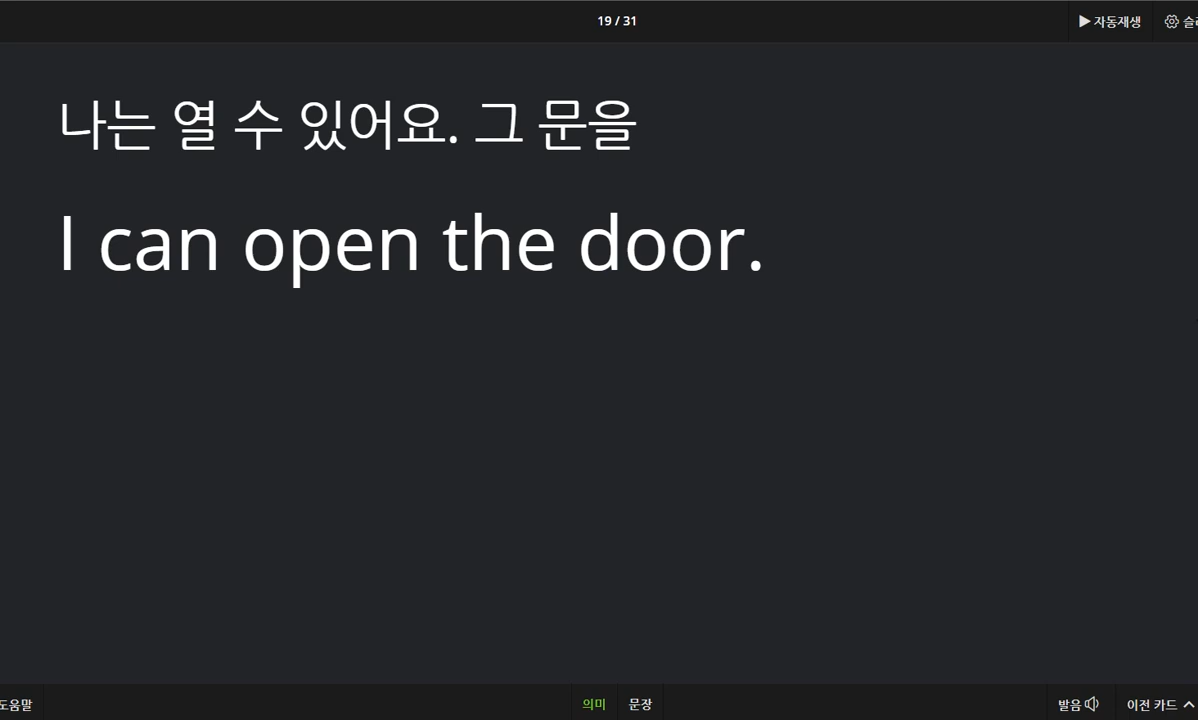 19 / 31
▶ 자동재생
나는 열 수 있어요. 그 문을
I can open the door.
도움말
의미
문장
발음
이전 카드